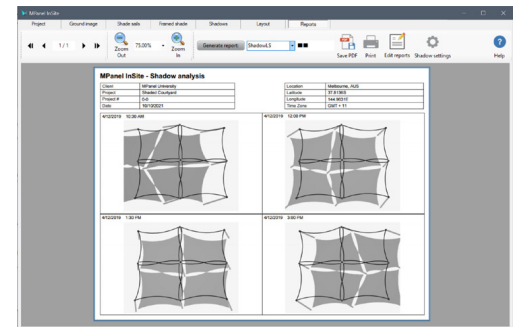 MPanel InSite
Project Ground image Shade sails Framed shade Shadows Layout Reports
1 / 1 Zoom Out 75.00% Zoom In Generate report: ShadowLS Save PDF Print Edit reports Shadow settings Help
MPanel InSite - Shadow analysis
Client MPanel University Location Melbourne, AUS
Project Shaded Courtyard Latitude 37.81363
Project # 0-0 Longitude
Date 10/10/2021 Time Zone GMT + 11
4/12/2019 10:30 AM 4/12/2019 12:00 PM
4/12/2019 1:30 PM 4/12/2019 3:00 PM